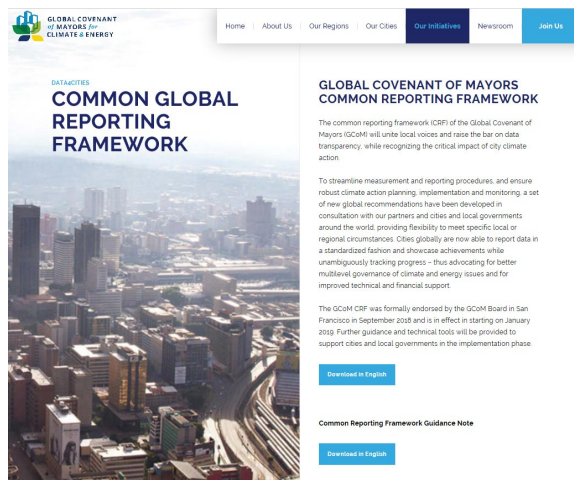 GLOBAL COVENANT
of MAYORS for
CLIMATE & ENERGY
Home
About Us
Our Regions
Our Cities
Our Initiatives
Newsroom
Join Us
DATA4CITIES
COMMON GLOBAL
REPORTING
FRAMEWORK
GLOBAL COVENANT OF MAYORS
COMMON REPORTING FRAMEWORK
The common reporting framework (CRF) of the Global Covenant of
Mayors (GCoM) will unite local voices and raise the bar on data
transparency, while recognizing the critical impact of city climate
action.
To streamline measurement and reporting procedures, and ensure
robust climate action planning, implementation and monitoring, a set
of new global recommendations have been developed in
consultation with our partners and cities and local governments
around the world, providing flexibility to meet specific local or
regional circumstances. Cities globally are now able to report data in
a standardized fashion and showcase achievements while
unambiguously tracking progress – thus advocating for better
multilevel governance of climate and energy issues and for
improved technical and financial support.
The GCoM CRF was formally endorsed by the GCoM Board in San
Francisco in September 2018 and is in effect in starting on January
2019. Further guidance and technical tools will be provided to
support cities and local governments in the implementation phase.
Download in English
Common Reporting Framework Guidance Note
Download in English